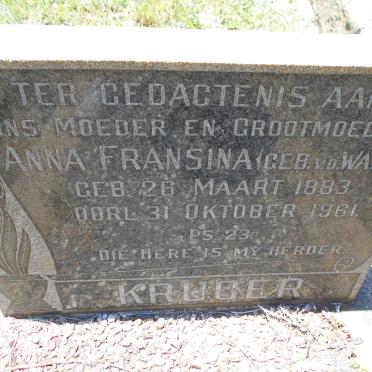 TER GEDAGTENIS AAN
ONS MOEDER EN GROOTMOED
ANNA FRANSINA (GEB. V.D. WA
GEB. 26 MAART 1883
OORL. 31 OKTOBER 1961.
PS. 23.
DIE HERE IS MY HERDER
KRUGER